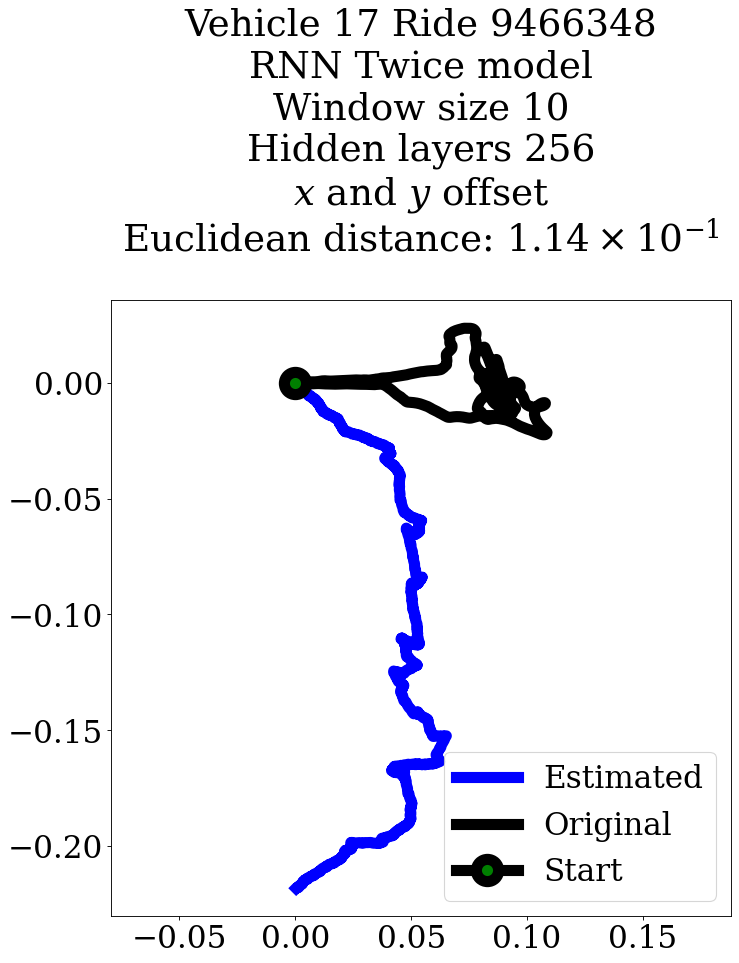 Vehicle 17 Ride 9466348
RNN Twice model
Window size 10
Hidden layers 256
x and y offset
Euclidean distance: 1.14 × 10⁻¹
0.00
−0.05
−0.10
−0.15
−0.20
Estimated
Original
Start
−0.05 0.00 0.05 0.10 0.15